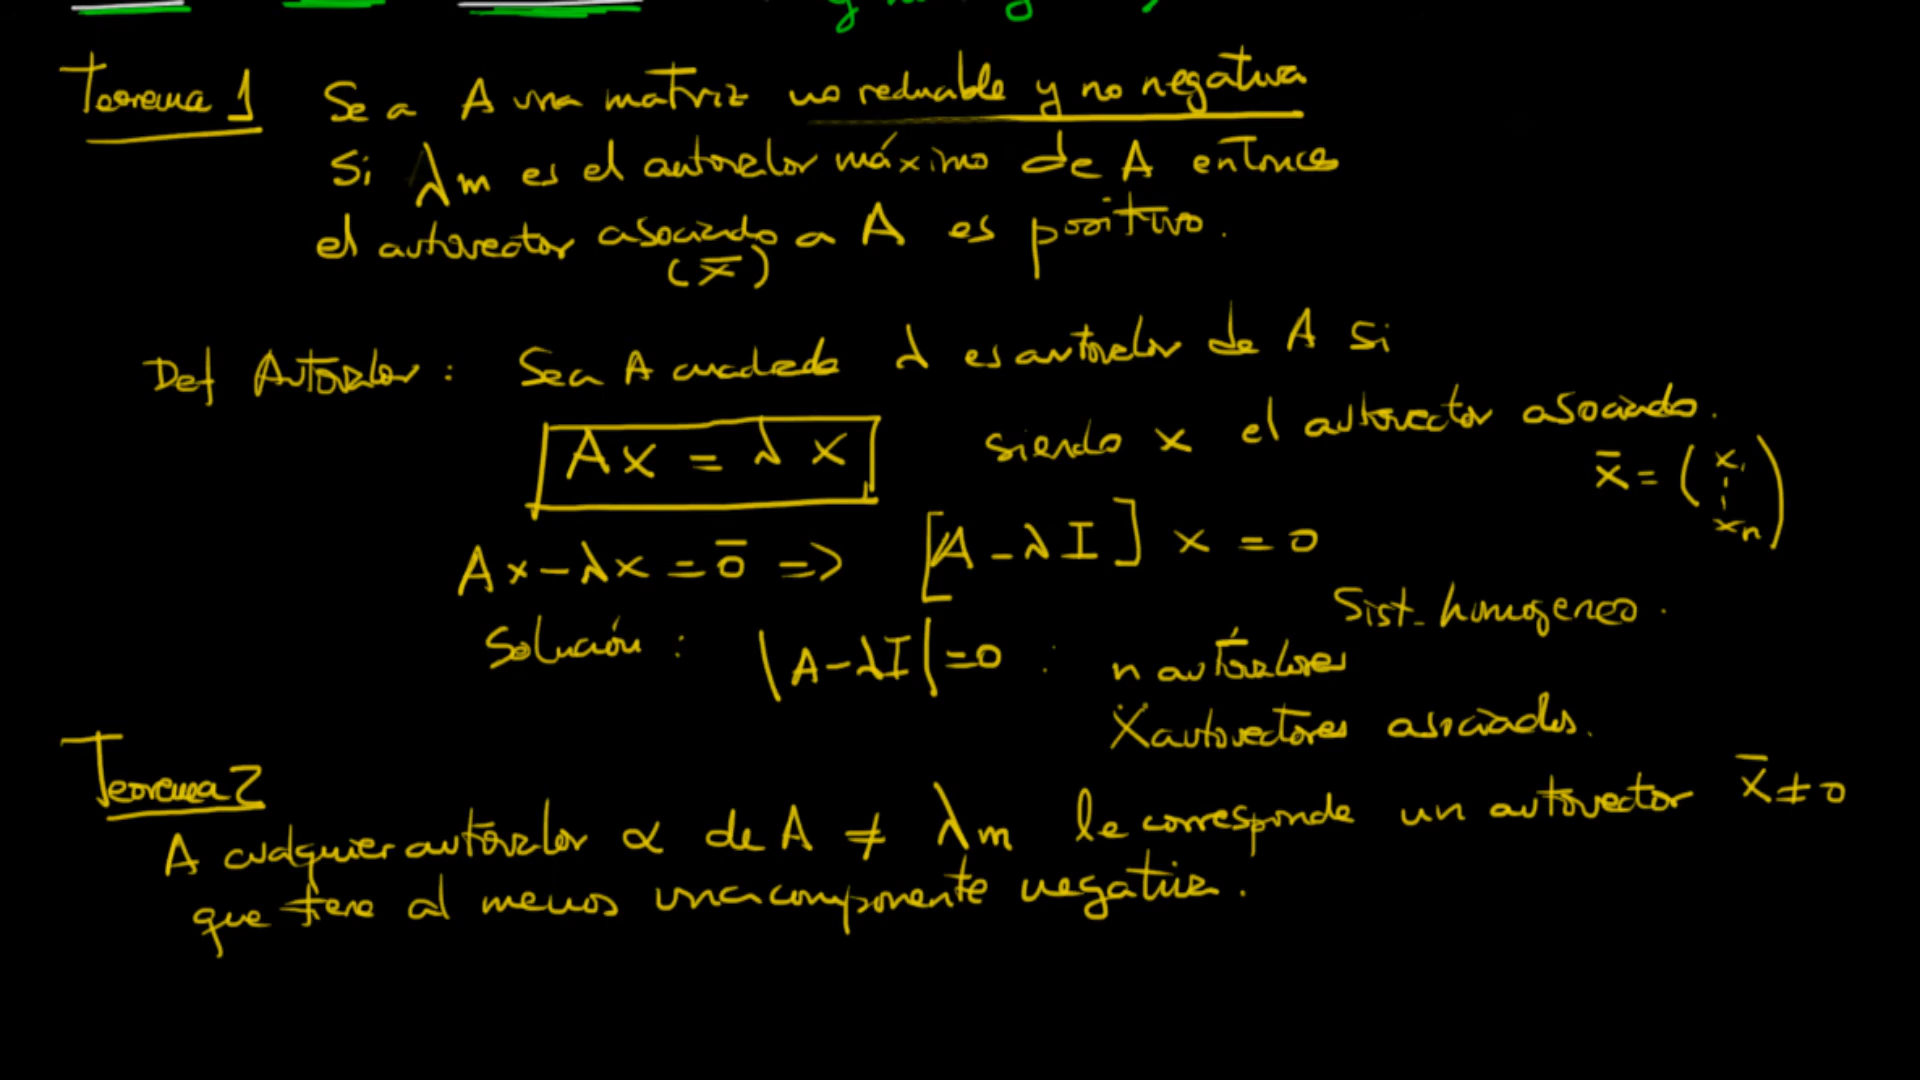 Teorema 1 Sea A una matriz no reducible y no negativa
Si λm es el autovalor máximo de A entonces
el autovector asociado a A es positivo.
(x̅)
Def Autovalor: Sea A cuadrada λ es autovalor de A si
Ax = λx siendo x el autovector asociado.
x̅ = (x₁ ⋮ xn)
Ax - λx = 0̅ => [A - λI] x = 0
Sist. homogeneo.
Solución: |A - λI| = 0 : n autovalores
X autovectores asociados.
Teorema 2
A cualquier autovalor α de A ≠ λm le corresponde un autovector x̅ ≠ 0
que tiene al menos una componente negativa.